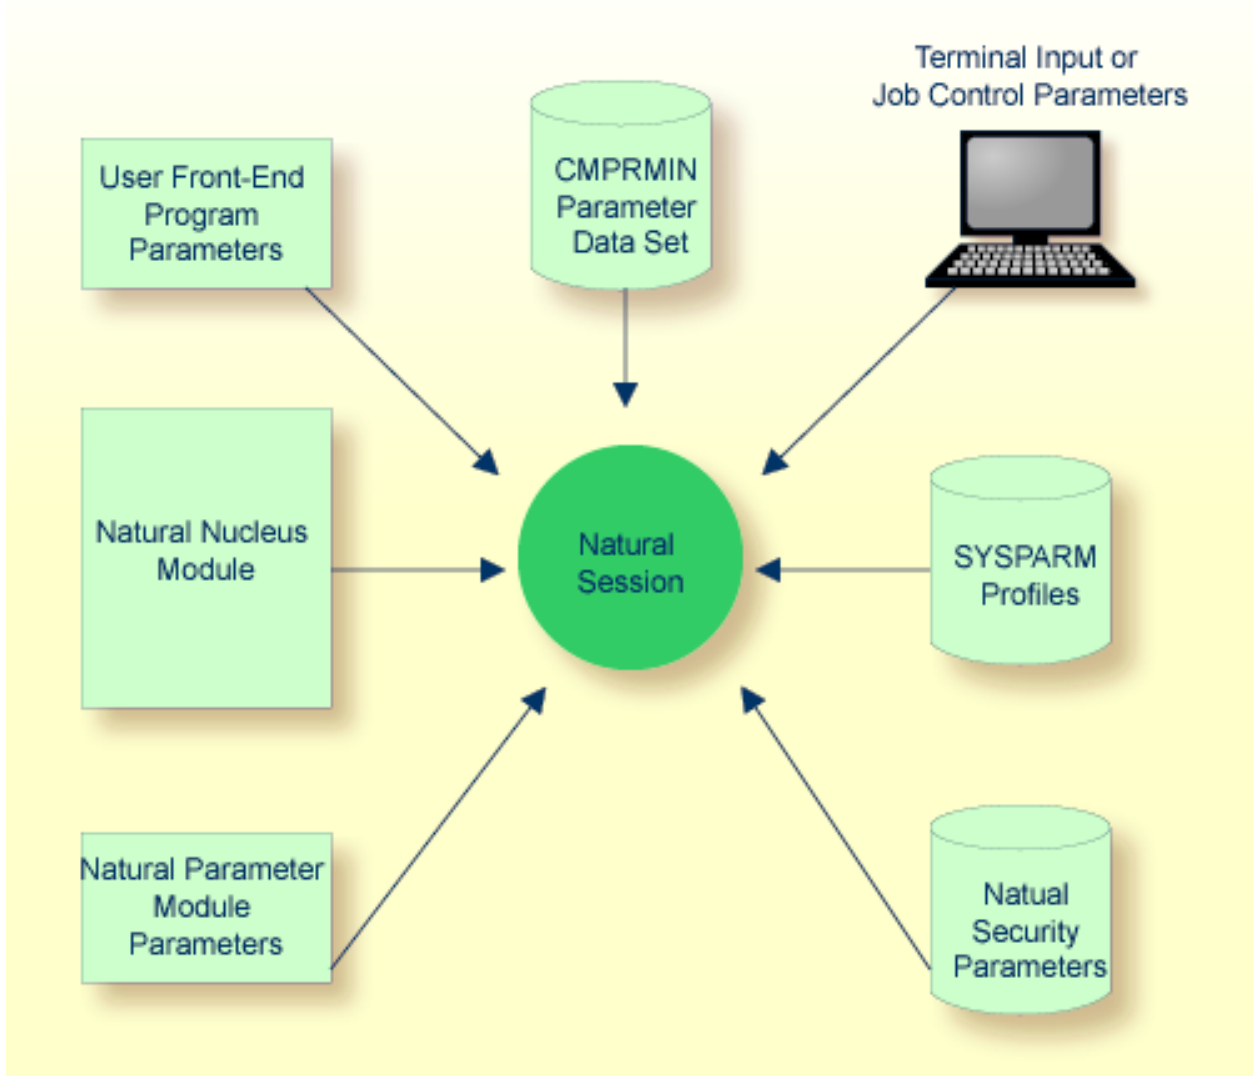 Terminal Input or
Job Control Parameters
User Front-End
Program
Parameters
CMPRMIN
Parameter
Data Set
Natural Nucleus
Module
Natural
Session
SYSPARM
Profiles
Natural Parameter
Module
Parameters
Natual
Security
Parameters